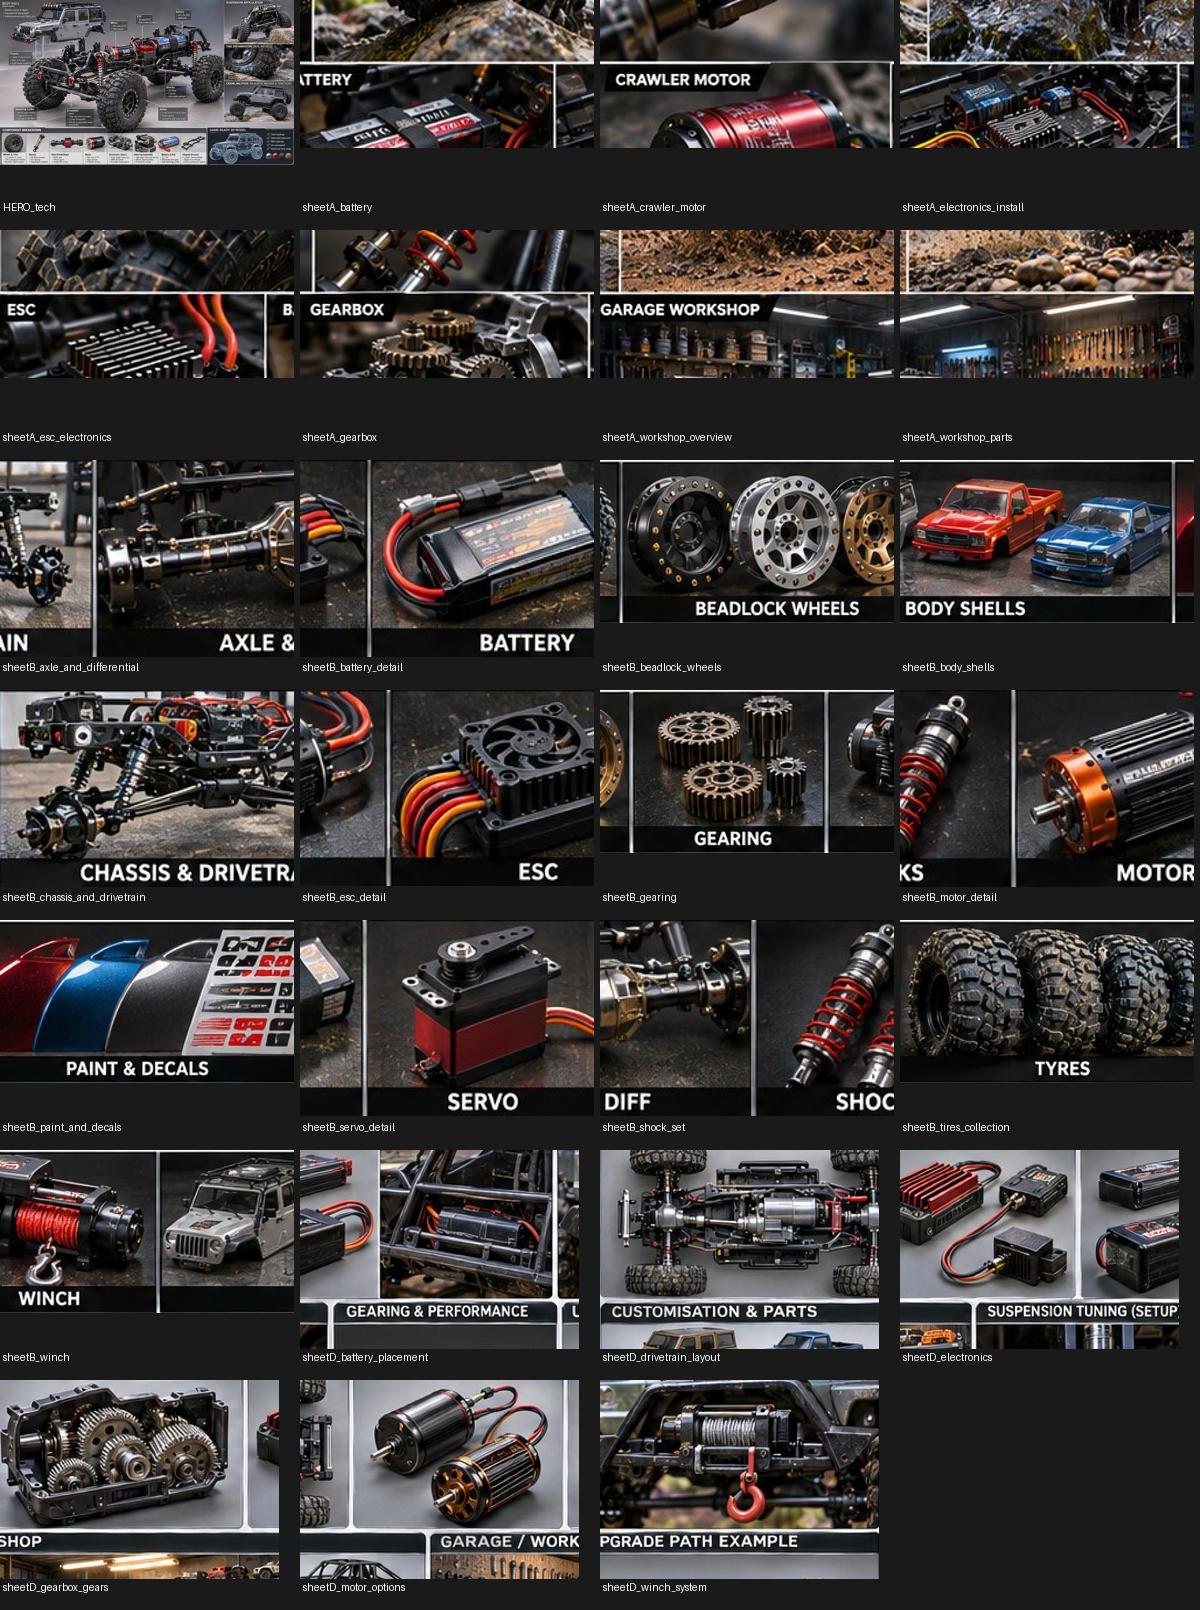 COMPONENT BREAKDOWN
HERO_tech
ATTERY
sheetA_battery
CRAWLER MOTOR
sheetA_crawler_motor
sheetA_electronics_install
ESC
sheetA_esc_electronics
GEARBOX
sheetA_gearbox
GARAGE WORKSHOP
sheetA_workshop_overview
sheetA_workshop_parts
AIN
AXLE &
sheetB_axle_and_differential
BATTERY
sheetB_battery_detail
BEADLOCK WHEELS
sheetB_beadlock_wheels
BODY SHELLS
sheetB_body_shells
CHASSIS & DRIVETRA
sheetB_chassis_and_drivetrain
ESC
sheetB_esc_detail
GEARING
sheetB_gearing
KS
MOTOR
sheetB_motor_detail
PAINT & DECALS
sheetB_paint_and_decals
SERVO
sheetB_servo_detail
DIFF
SHOC
sheetB_shock_set
TYRES
sheetB_tires_collection
WINCH
sheetB_winch
GEARING & PERFORMANCE
sheetD_battery_placement
CUSTOMISATION & PARTS
sheetD_drivetrain_layout
SUSPENSION TUNING (SETUP
sheetD_electronics
SHOP
sheetD_gearbox_gears
GARAGE / WORK
sheetD_motor_options
PGRADE PATH EXAMPLE
sheetD_winch_system